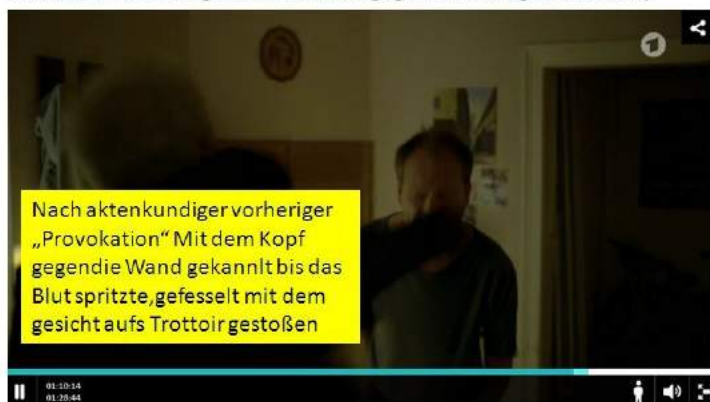 Nach aktenkundiger vorheriger
„Provokation“ Mit dem Kopf
gegendie Wand gekannlt bis das
Blut spritzte,gefesselt mit dem
gesicht aufs Trottoir gestoßen
01:10:14
01:28:44